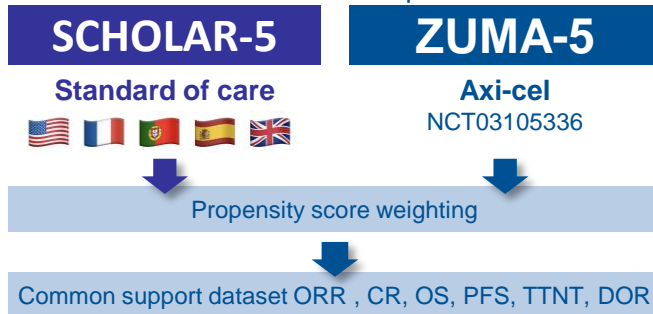 SCHOLAR-5
ZUMA-5
Standard of care
Axi-cel
NCT03105336
Propensity score weighting
Common support dataset ORR , CR, OS, PFS, TTNT, DOR